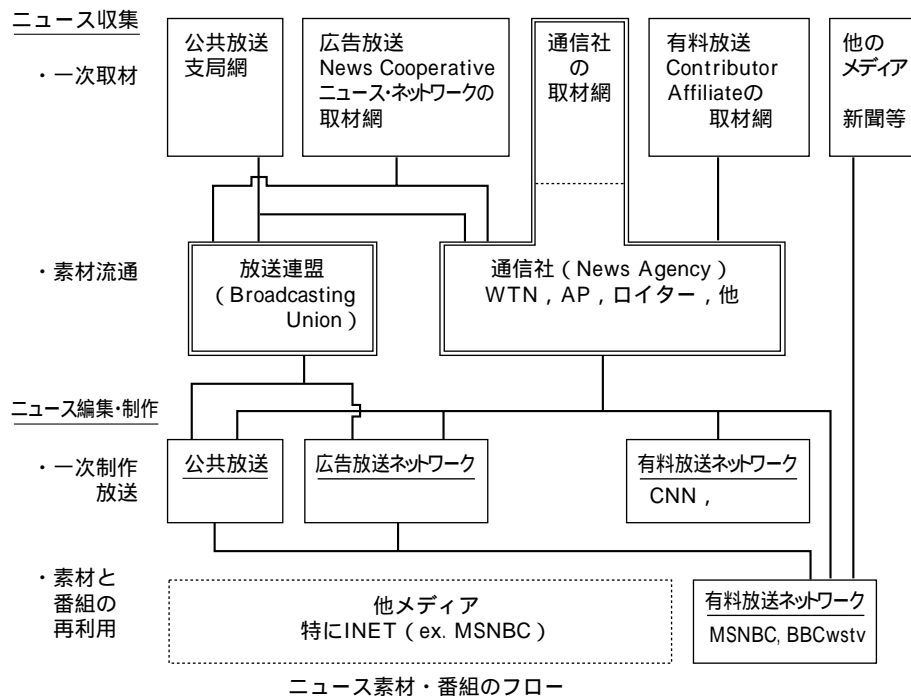 ニュース収集
・一次取材
公共放送
支局網
広告放送
News Cooperative
ニュース・ネットワークの
取材網
通信社
の
取材網
有料放送
Contributor
Affiliateの
取材網
他の
メディア
新聞等
・素材流通
放送連盟
（Broadcasting
Union）
通信社（News Agency）
WTN，AP，ロイター，他
ニュース編集・制作
・一次制作
放送
公共放送
広告放送ネットワーク
有料放送ネットワーク
CNN，
・素材と
番組の
再利用
他メディア
特にINET（ex. MSNBC）
有料放送ネットワーク
MSNBC, BBCwstv
ニュース素材・番組のフロー